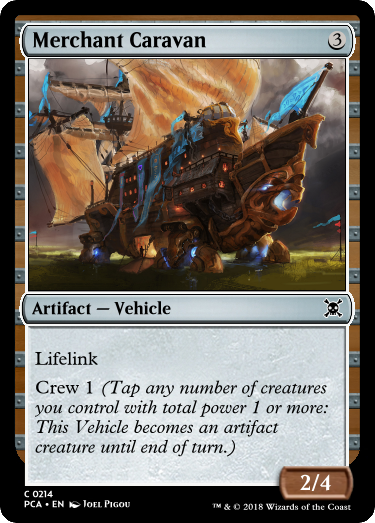 Merchant Caravan 3
Artifact — Vehicle
Lifelink
Crew 1 (Tap any number of creatures
you control with total power 1 or more:
This Vehicle becomes an artifact
creature until end of turn.)
2/4
C 0214
PCA • EN Joel Pigou
™ & © 2018 Wizards of the Coast